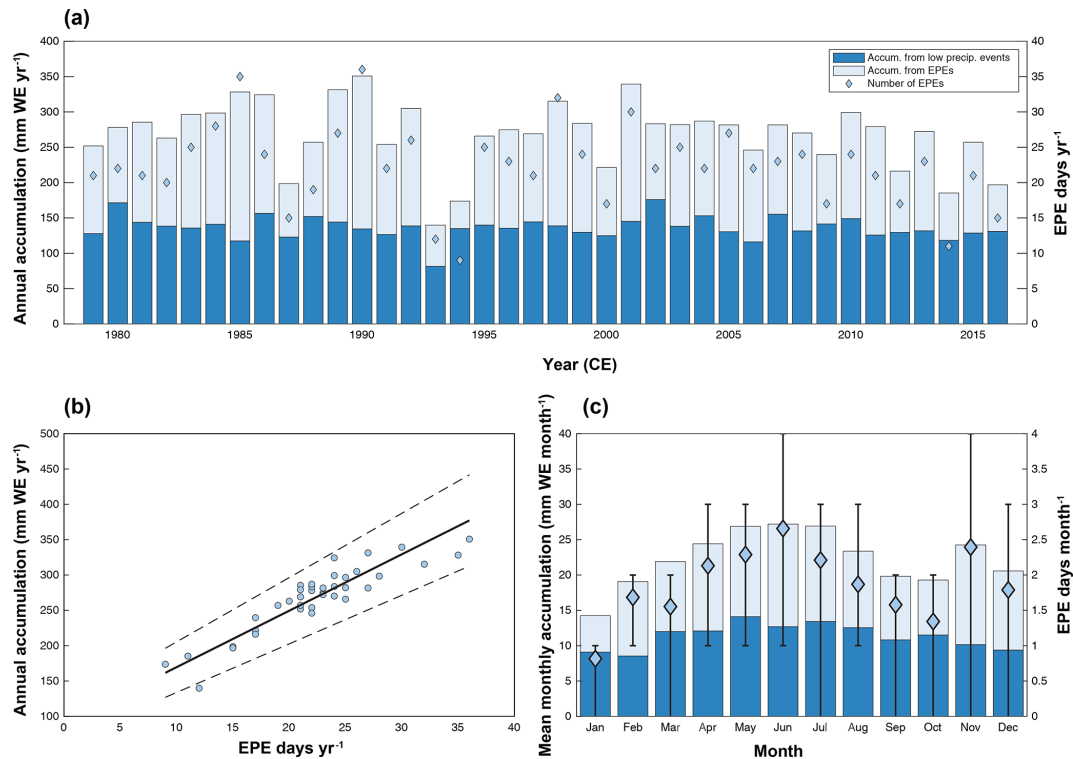 (a)
Annual accumulation (mm WE yr⁻¹)
400
350
300
250
200
150
100
50
0
Accum. from low precip. events
Accum. from EPEs
Number of EPEs
40
35
30
25
20
15
10
5
0
EPE days yr⁻¹
1980 1985 1990 1995 2000 2005 2010 2015
Year (CE)
(b)
Annual accumulation (mm WE yr⁻¹)
500
450
400
350
300
250
200
150
100
0 5 10 15 20 25 30 35 40
EPE days yr⁻¹
(c)
Mean monthly accumulation (mm WE month⁻¹)
40
35
30
25
20
15
10
5
0
4
3.5
3
2.5
2
1.5
1
0.5
0
EPE days month⁻¹
Jan Feb Mar Apr May Jun Jul Aug Sep Oct Nov Dec
Month